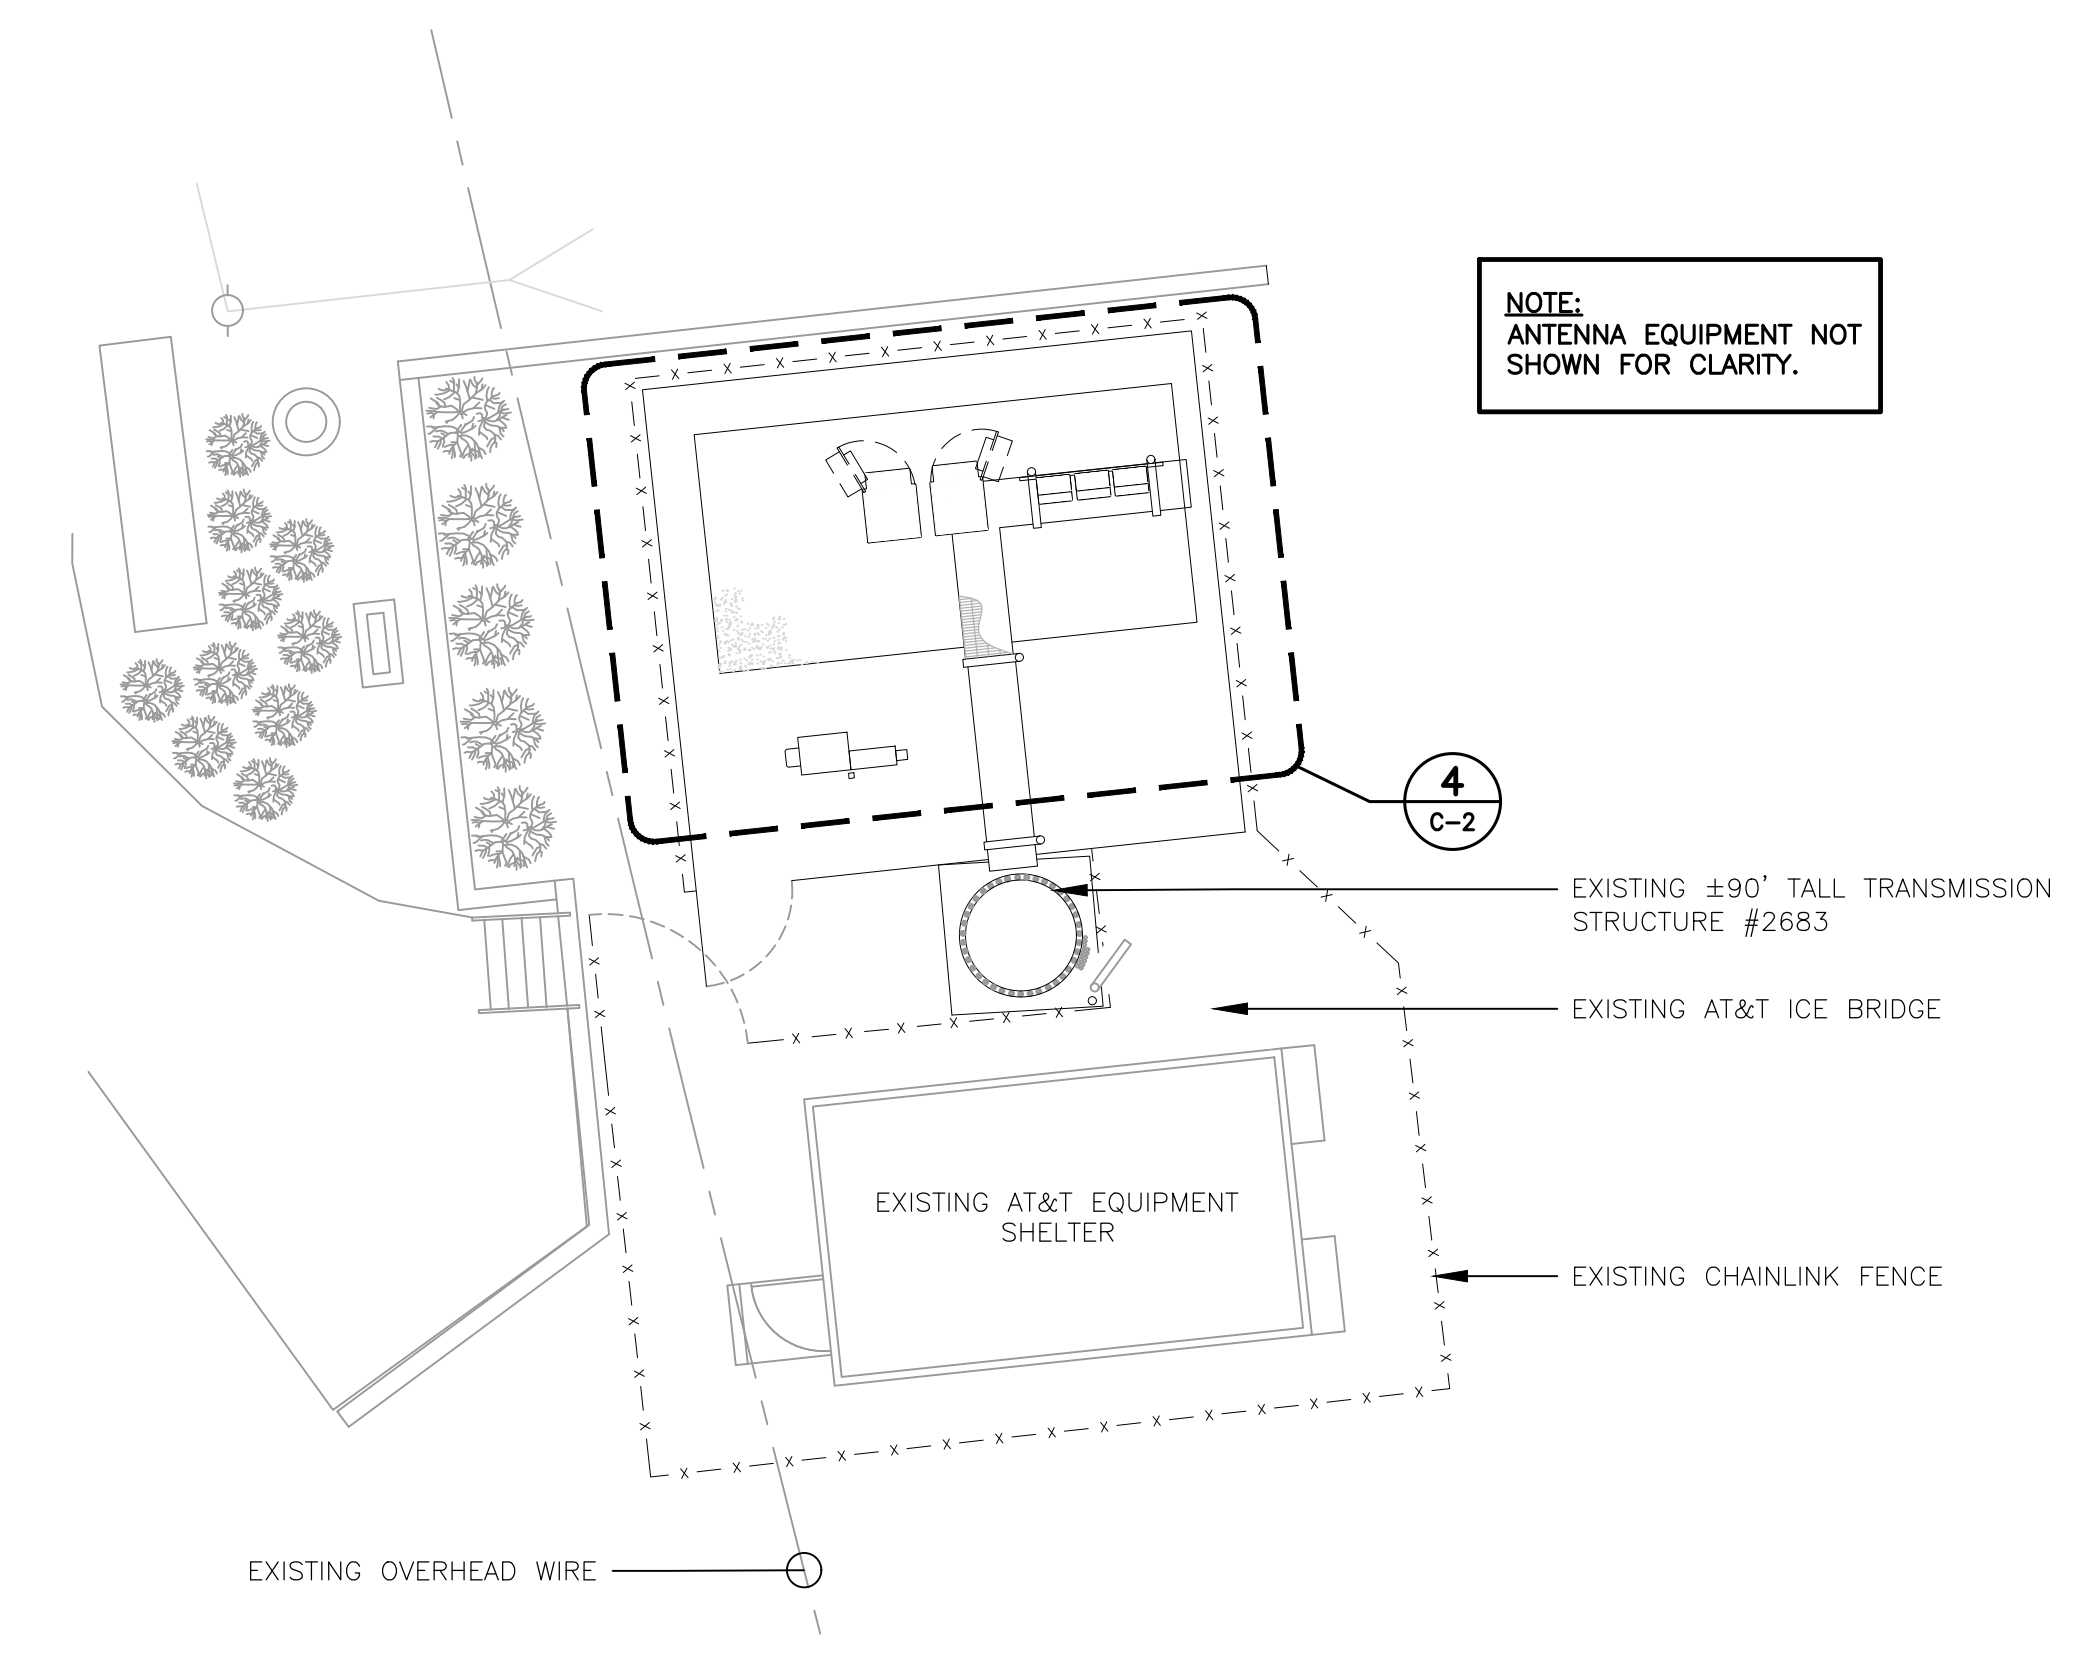 NOTE:
ANTENNA EQUIPMENT NOT
SHOWN FOR CLARITY.
4
C-2
EXISTING ±90' TALL TRANSMISSION
STRUCTURE #2683
EXISTING AT&T ICE BRIDGE
EXISTING AT&T EQUIPMENT
SHELTER
EXISTING CHAINLINK FENCE
EXISTING OVERHEAD WIRE